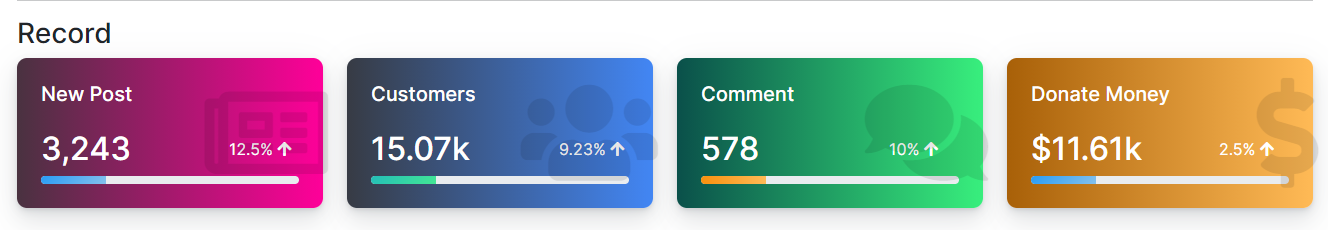 Record
New Post
3,243
12.5%
Customers
15.07k
9.23%
Comment
578
10%
Donate Money
$11.61k
2.5%